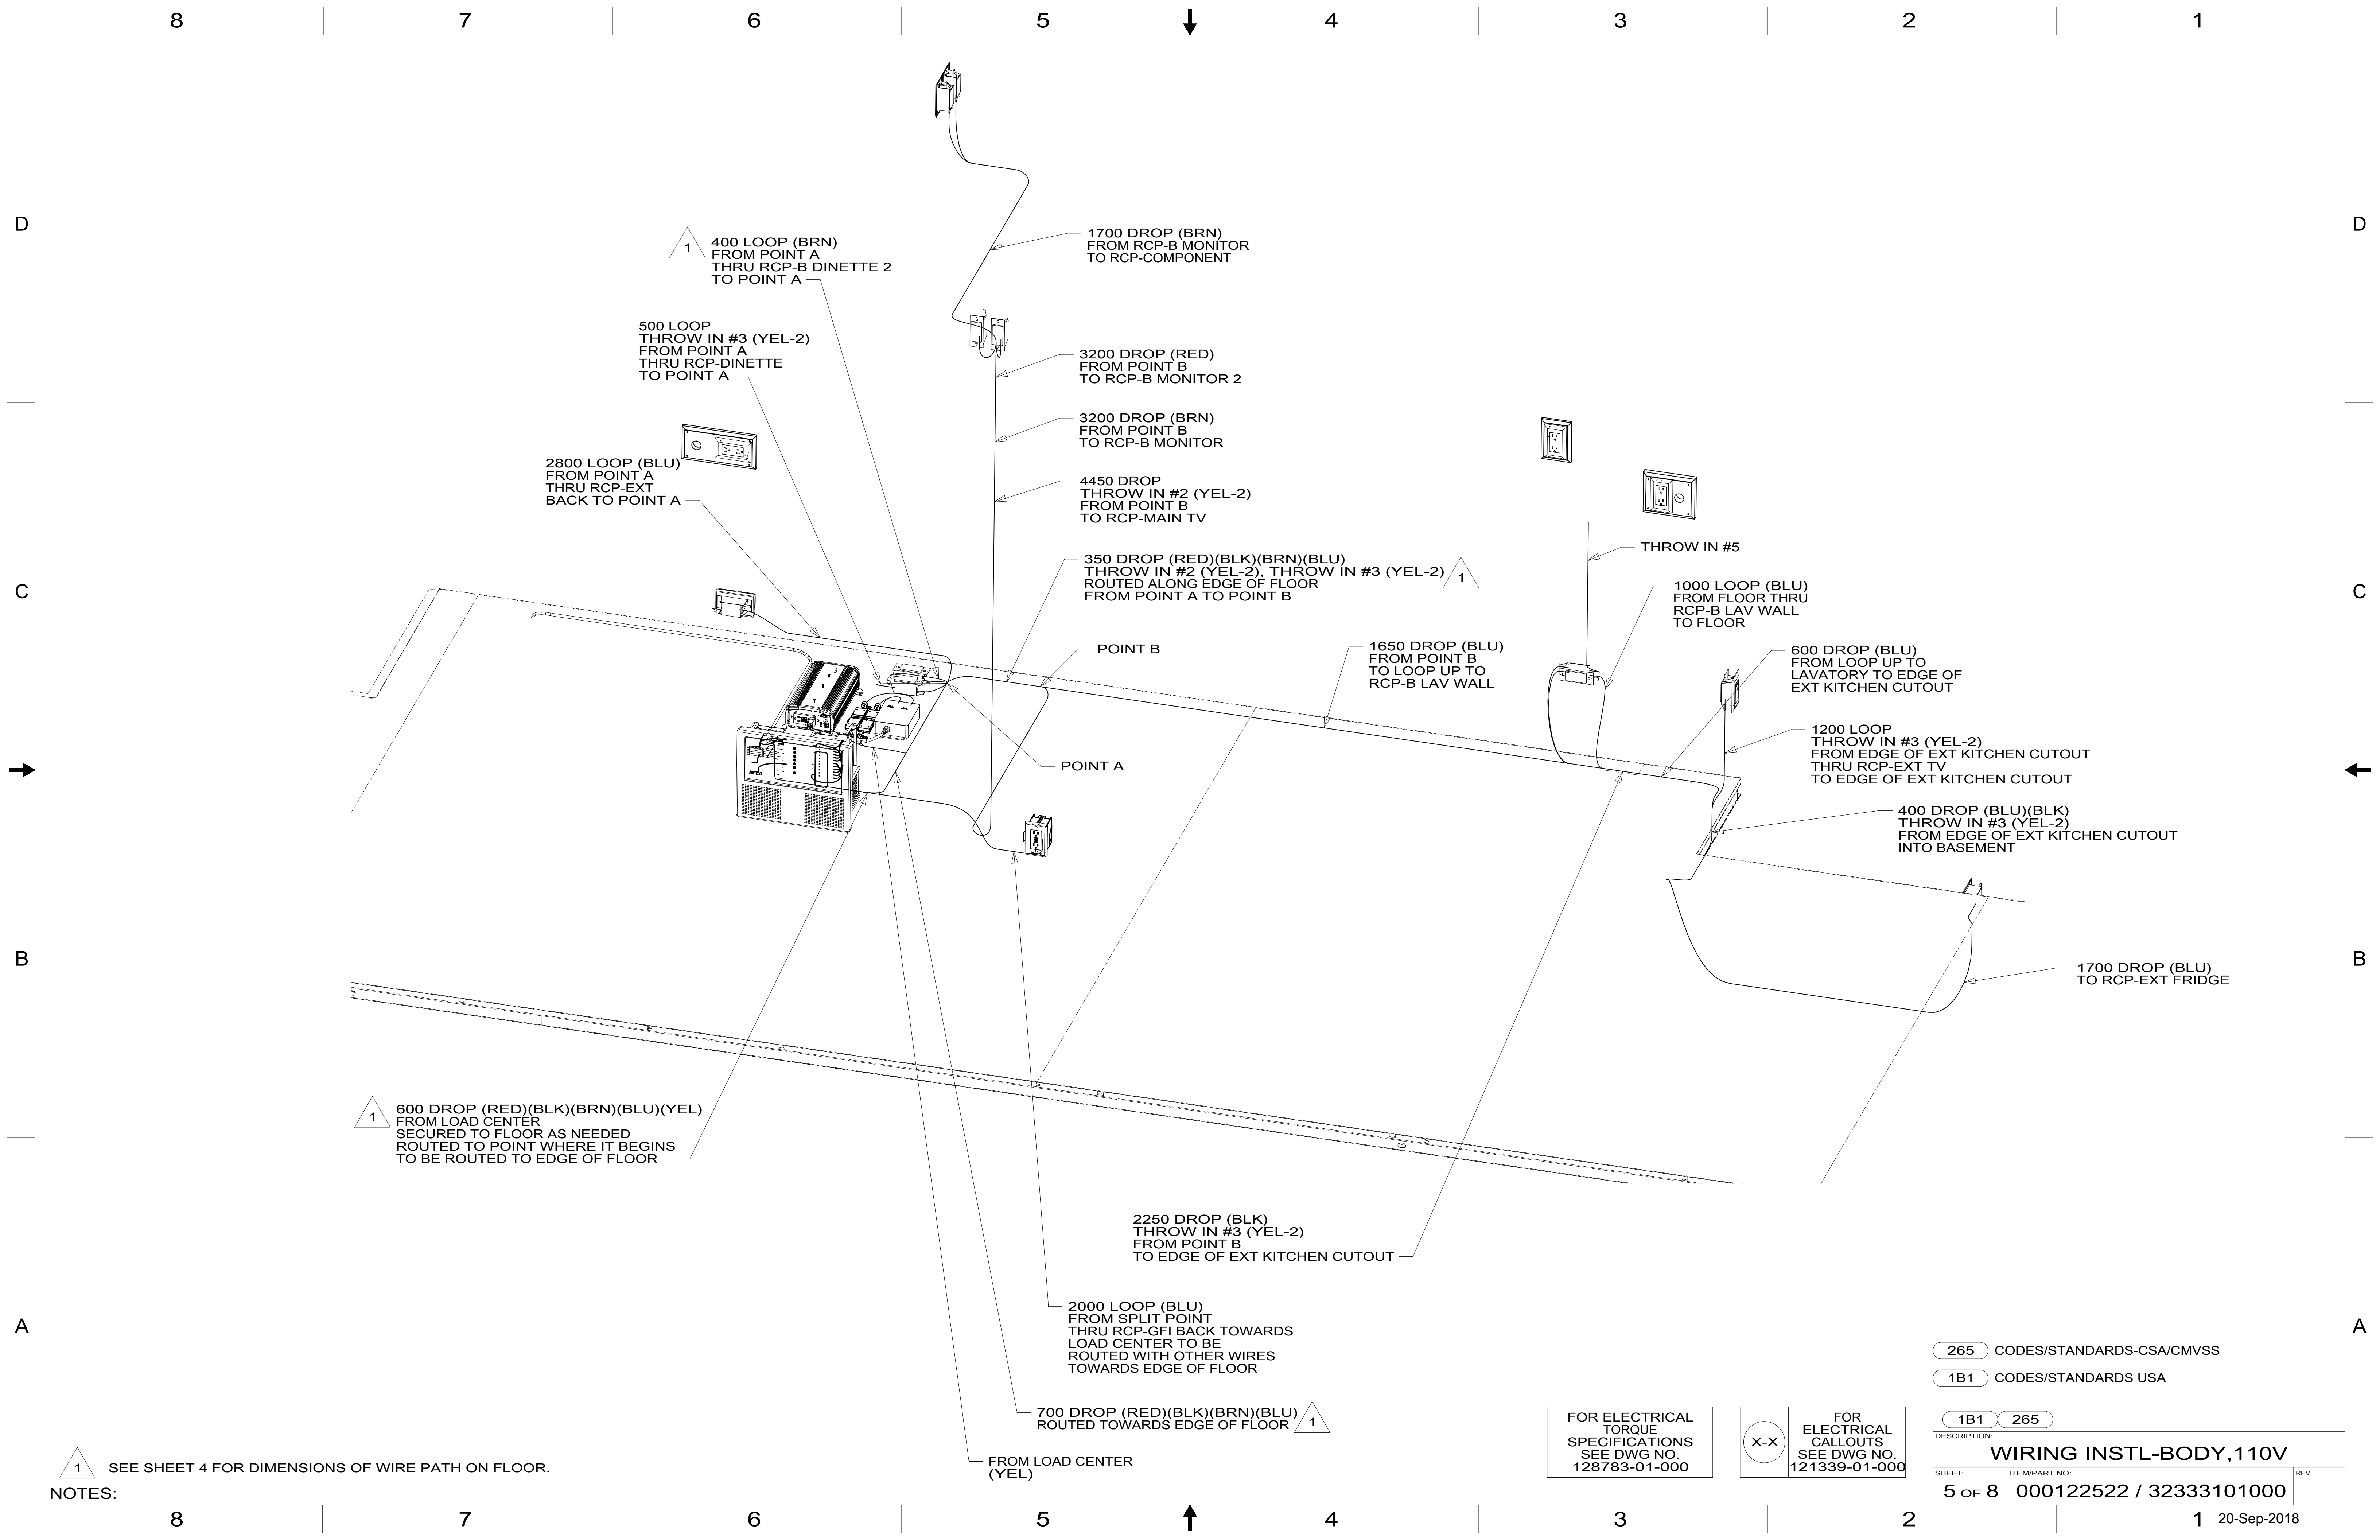 8 7 6 5 4 3 2 1
D
D
C
C
B
B
A
A
1
400 LOOP (BRN)
FROM POINT A
THRU RCP-B DINETTE 2
TO POINT A
500 LOOP
THROW IN #3 (YEL-2)
FROM POINT A
THRU RCP-DINETTE
TO POINT A
2800 LOOP (BLU)
FROM POINT A
THRU RCP-EXT
BACK TO POINT A
1700 DROP (BRN)
FROM RCP-B MONITOR
TO RCP-COMPONENT
3200 DROP (RED)
FROM POINT B
TO RCP-B MONITOR 2
3200 DROP (BRN)
FROM POINT B
TO RCP-B MONITOR
4450 DROP
THROW IN #2 (YEL-2)
FROM POINT B
TO RCP-MAIN TV
350 DROP (RED)(BLK)(BRN)(BLU)
THROW IN #2 (YEL-2), THROW IN #3 (YEL-2)
ROUTED ALONG EDGE OF FLOOR
FROM POINT A TO POINT B
1
POINT B
POINT A
THROW IN #5
1000 LOOP (BLU)
FROM FLOOR THRU
RCP-B LAV WALL
TO FLOOR
1650 DROP (BLU)
FROM POINT B
TO LOOP UP TO
RCP-B LAV WALL
600 DROP (BLU)
FROM LOOP UP TO
LAVATORY TO EDGE OF
EXT KITCHEN CUTOUT
1200 LOOP
THROW IN #3 (YEL-2)
FROM EDGE OF EXT KITCHEN CUTOUT
THRU RCP-EXT TV
TO EDGE OF EXT KITCHEN CUTOUT
400 DROP (BLU)(BLK)
THROW IN #3 (YEL-2)
FROM EDGE OF EXT KITCHEN CUTOUT
INTO BASEMENT
1700 DROP (BLU)
TO RCP-EXT FRIDGE
1
600 DROP (RED)(BLK)(BRN)(BLU)(YEL)
FROM LOAD CENTER
SECURED TO FLOOR AS NEEDED
ROUTED TO POINT WHERE IT BEGINS
TO BE ROUTED TO EDGE OF FLOOR
2250 DROP (BLK)
THROW IN #3 (YEL-2)
FROM POINT B
TO EDGE OF EXT KITCHEN CUTOUT
2000 LOOP (BLU)
FROM SPLIT POINT
THRU RCP-GFI BACK TOWARDS
LOAD CENTER TO BE
ROUTED WITH OTHER WIRES
TOWARDS EDGE OF FLOOR
700 DROP (RED)(BLK)(BRN)(BLU)
ROUTED TOWARDS EDGE OF FLOOR
1
FROM LOAD CENTER
(YEL)
1 SEE SHEET 4 FOR DIMENSIONS OF WIRE PATH ON FLOOR.
NOTES:
FOR ELECTRICAL
TORQUE
SPECIFICATIONS
SEE DWG NO.
128783-01-000
X-X
FOR
ELECTRICAL
CALLOUTS
SEE DWG NO.
121339-01-000
265 CODES/STANDARDS-CSA/CMVSS
1B1 CODES/STANDARDS USA
1B1 265
DESCRIPTION:
WIRING INSTL-BODY,110V
SHEET:
5 OF 8
ITEM/PART NO:
000122522 / 32333101000
REV
8 7 6 5 4 3 2 1
20-Sep-2018